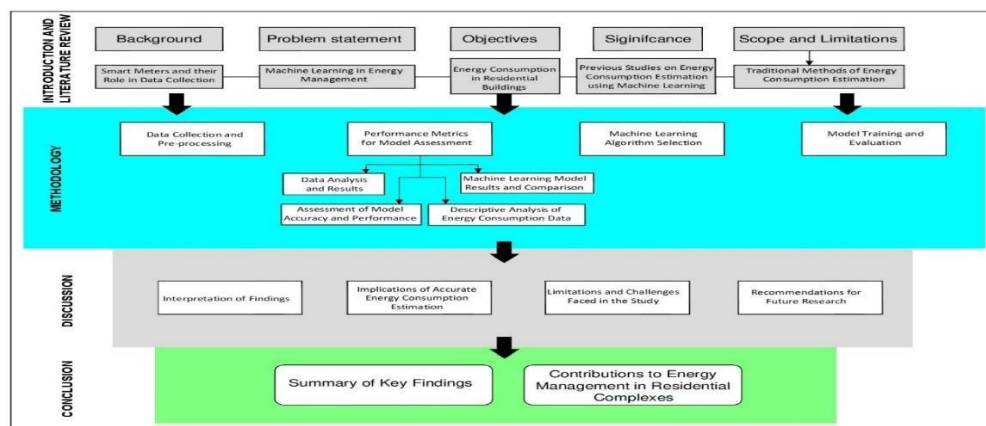 INTRODUCTION AND
LITERATURE REVIEW
Background
Problem statement
Objectives
Siginifcance
Scope and Limitations
Smart Meters and their
Role in Data Collection
Machine Learning in Energy
Management
Energy Consumption
in Residential
Buildings
Previous Studies on Energy
Consumption Estimation
using Machine Learning
Traditional Methods of Energy
Consumption Estimation
METHODOLOGY
Data Collection and
Pre-processing
Performance Metrics
for Model Assessment
Machine Learning
Algorithm Selection
Model Training and
Evaluation
Data Analysis
and Results
Machine Learning Model
Results and Comparison
Assessment of Model
Accuracy and Performance
Descriptive Analysis of
Energy Consumption Data
DISCUSSION
Interpretation of Findings
Implications of Accurate
Energy Consumption
Estimation
Limitations and Challenges
Faced in the Study
Recommendations for
Future Research
CONCLUSION
Summary of Key Findings
Contributions to Energy
Management in Residential
Complexes